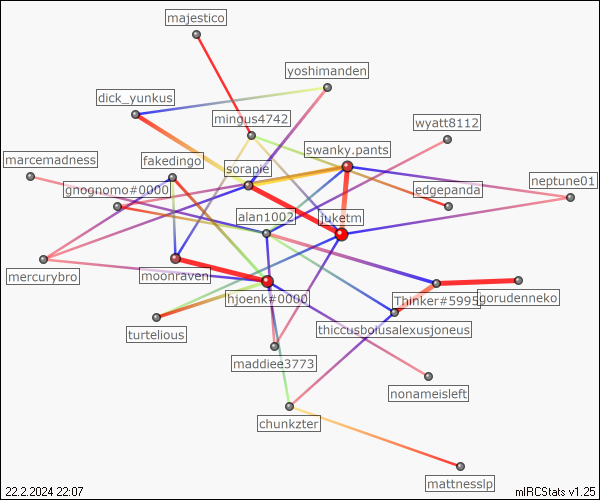 majestico
yoshimanden
dick_yunkus
mingus4742
wyatt8112
swanky.pants
marcemadness
fakedingo
sorapie
neptune01
gnognomo#0000
edgepanda
alan1002
juketm
mercurybro
moonraven
hjoenk#0000
Thinker#5995
gorudenneko
turtelious
thiccusboiusalexusjoneus
maddiee3773
nonameisleft
chunkzter
mattnesslp
22.2.2024 22:07
mIRCStats v1.25